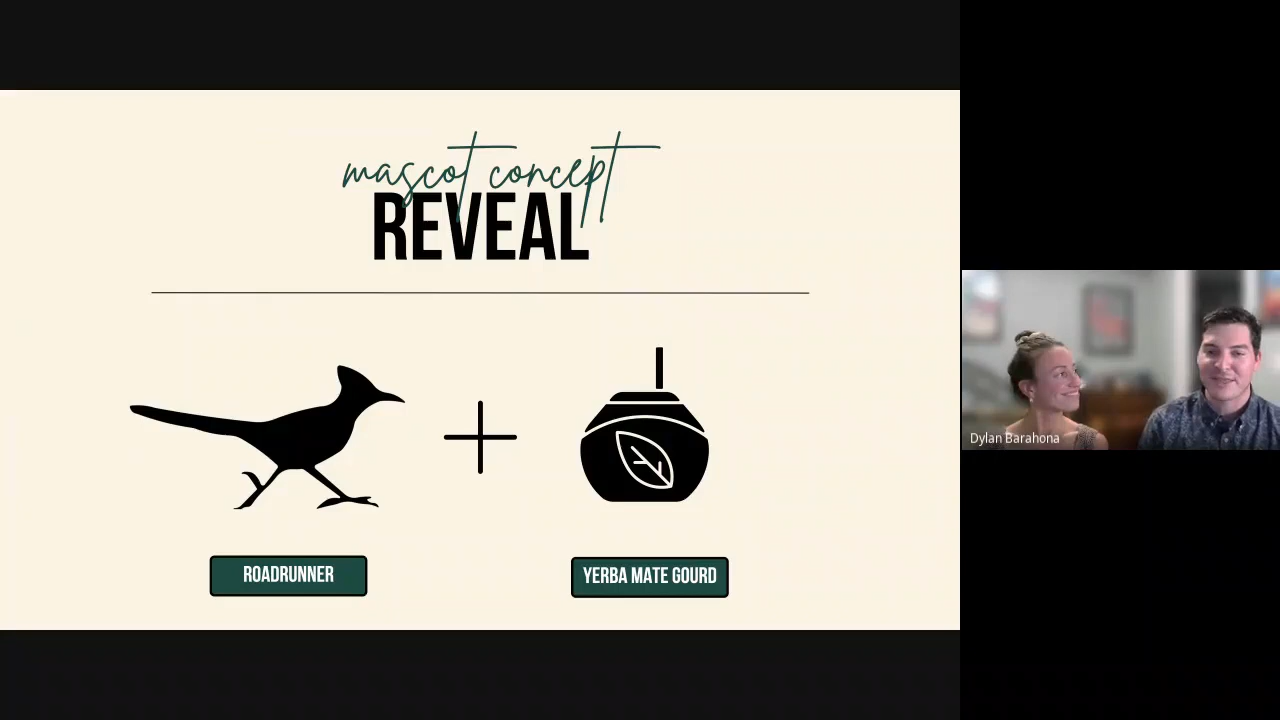 mascot concept
REVEAL
ROADRUNNER
YERBA MATE GOURD
Dylan Barahona